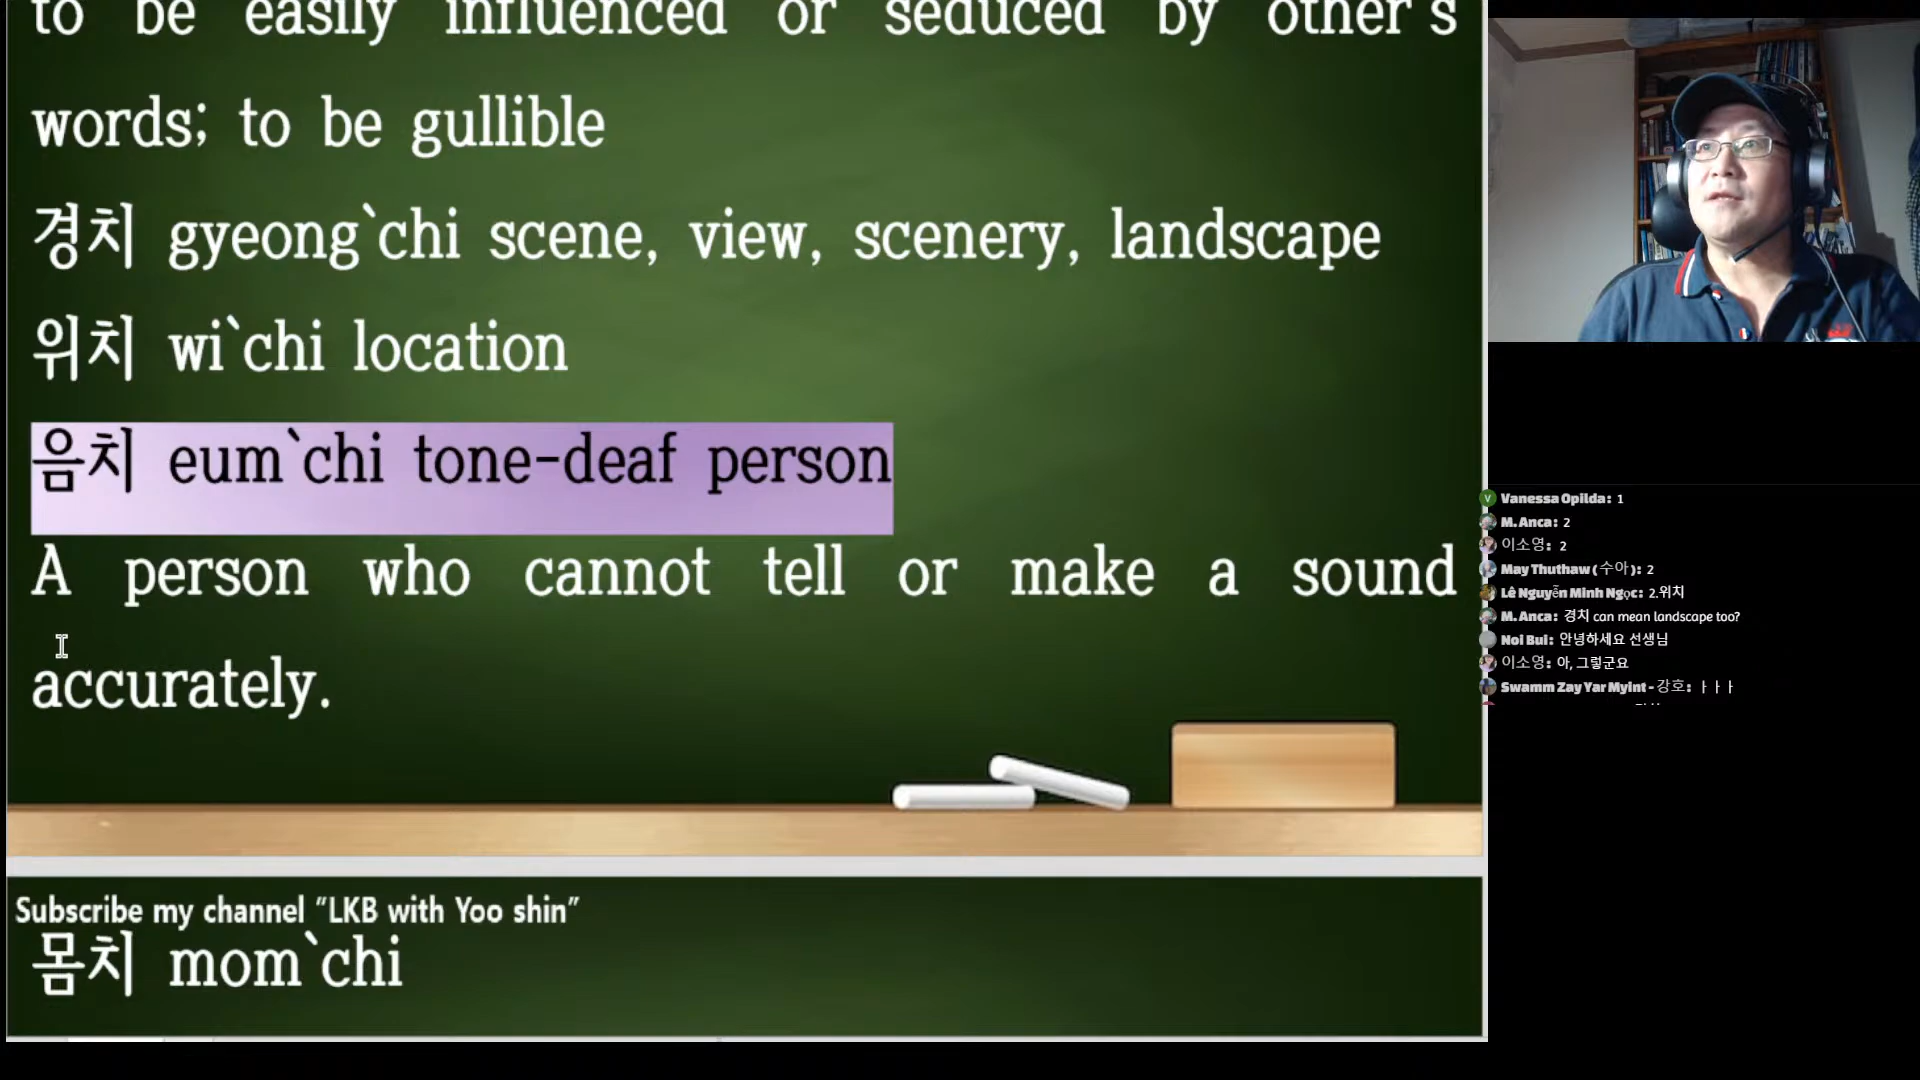 to be easily influenced or seduced by other's
words; to be gullible
경치 gyeong`chi scene, view, scenery, landscape
위치 wi`chi location
음치 eum`chi tone-deaf person
A person who cannot tell or make a sound
accurately.
Subscribe my channel “LKB with Yoo shin”
몸치 mom`chi
V Vanessa Opilda: 1
M. Anca: 2
이소영: 2
May Thuthaw (수아): 2
Lê Nguyễn Minh Ngọc: 2.위치
M. Anca: 경치 can mean landscape too?
Noi Bui: 안녕하세요 선생님
이소영: 아, 그렇군요
Swamm Zay Yar Myint - 강호: ㅏㅏㅏ